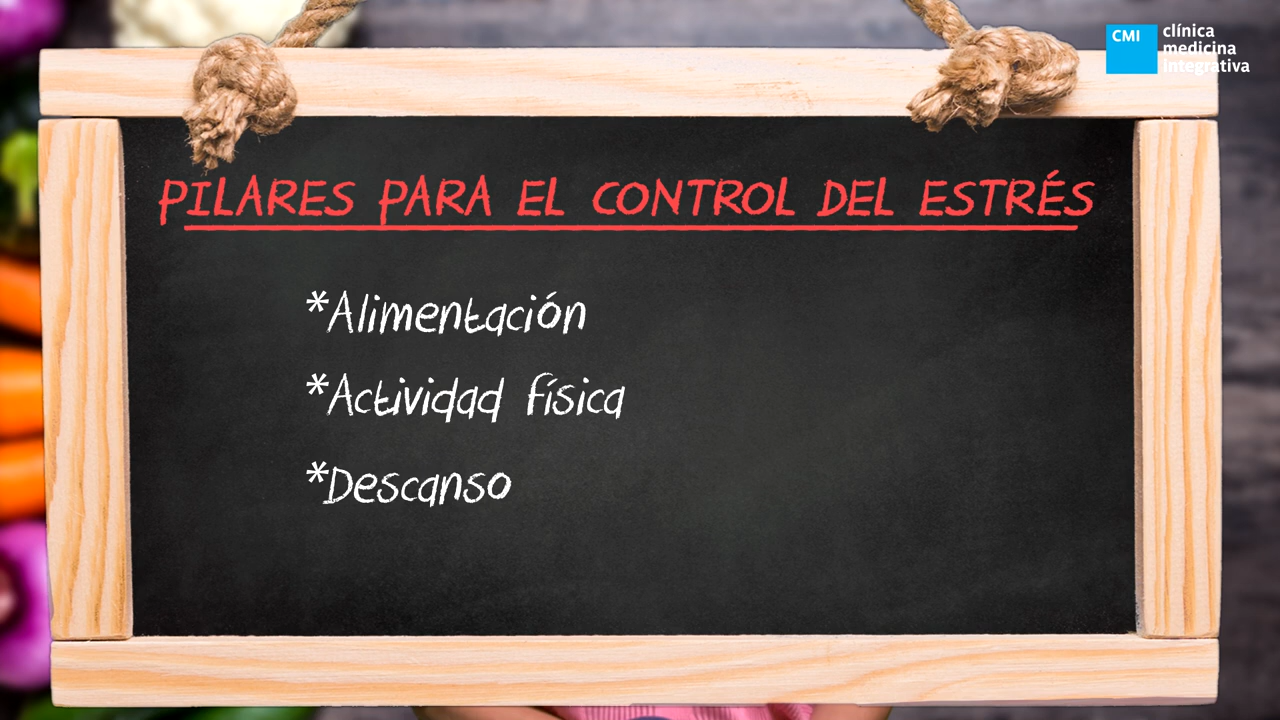 CMI
clínica
medicina
integrativa
PILARES PARA EL CONTROL DEL ESTRÉS
*Alimentación
*Actividad física
*Descanso